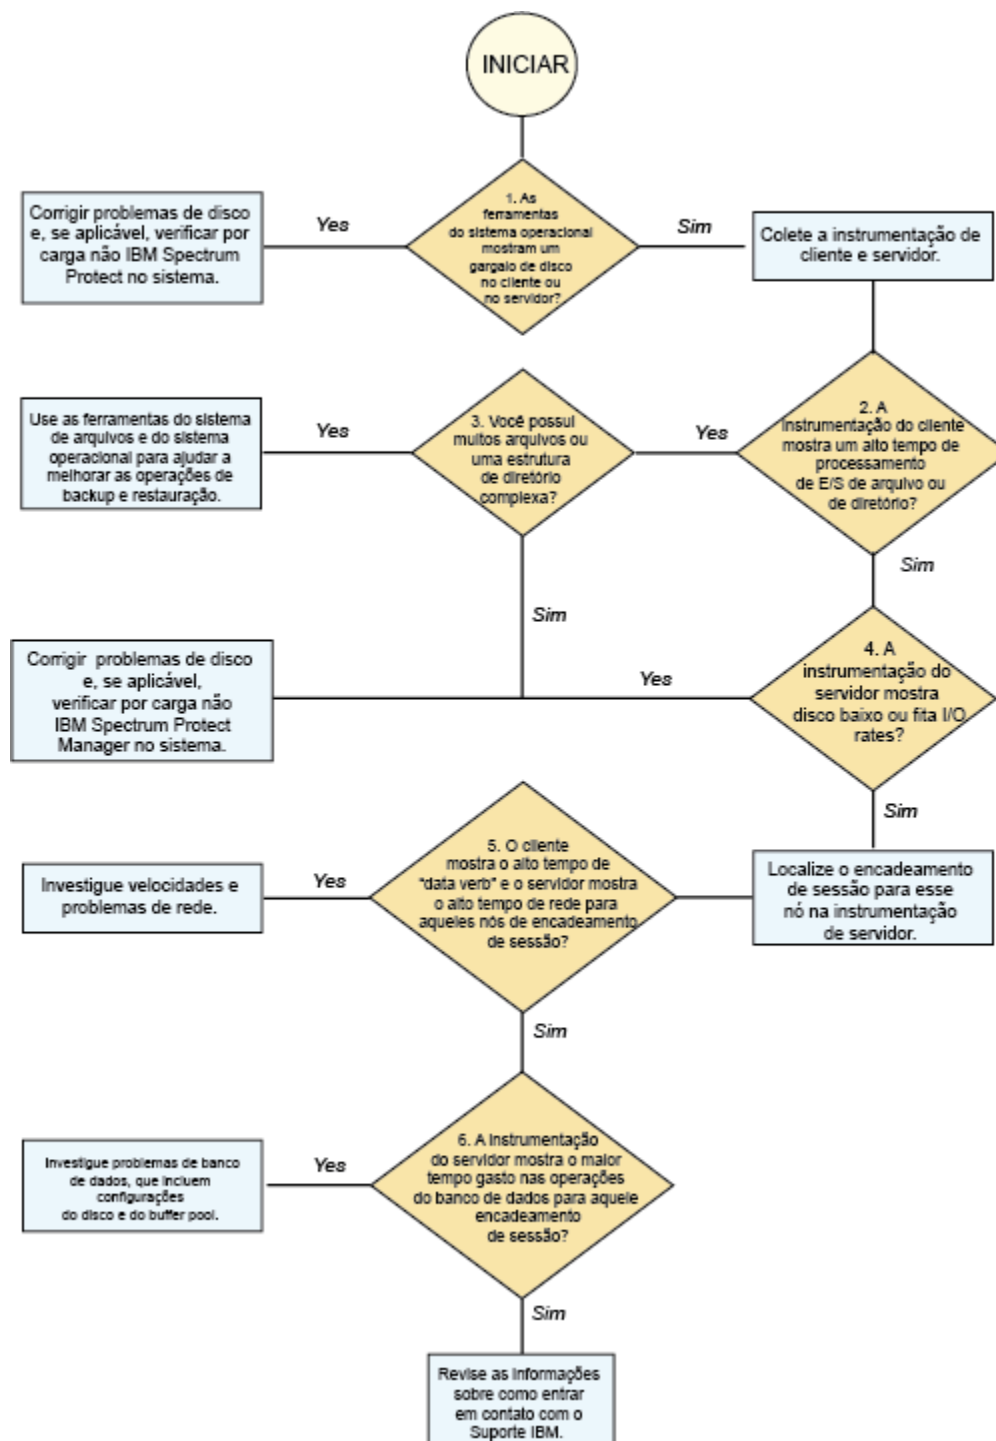 INICIAR
1. As
ferramentas
do sistema operacional
mostram um
gargalo de disco
no cliente ou
no servidor?
Yes
Corrigir problemas de disco
e, se aplicável, verificar por
carga não IBM Spectrum
Protect no sistema.
Sim
Colete a instrumentação de
cliente e servidor.
2. A
instrumentação do cliente
mostra um alto tempo de
processamento
de E/S de arquivo ou
de diretório?
Yes
3. Você possui
muitos arquivos ou
uma estrutura
de diretório
complexa?
Yes
Use as ferramentas do sistema
de arquivos e do sistema
operacional para ajudar a
melhorar as operações de
backup e restauração.
Sim
Sim
4. A
instrumentação do
servidor mostra
disco baixo ou fita I/O
rates?
Yes
Corrigir problemas de disco
e, se aplicável,
verificar por carga não
IBM Spectrum Protect
Manager no sistema.
Sim
Localize o encadeamento
de sessão para esse
nó na instrumentação
de servidor.
5. O cliente
mostra o alto tempo de
"data verb" e o servidor mostra
o alto tempo de rede para
aqueles nós de encadeamento
de sessão?
Yes
Investigue velocidades e
problemas de rede.
Sim
6. A instrumentação
do servidor mostra o maior
tempo gasto nas operações
do banco de dados para aquele
encadeamento
de sessão?
Yes
Investigue problemas de banco
de dados, que incluem
configurações
do disco e do buffer pool.
Sim
Revise as informações
sobre como entrar
em contato com o
Suporte IBM.